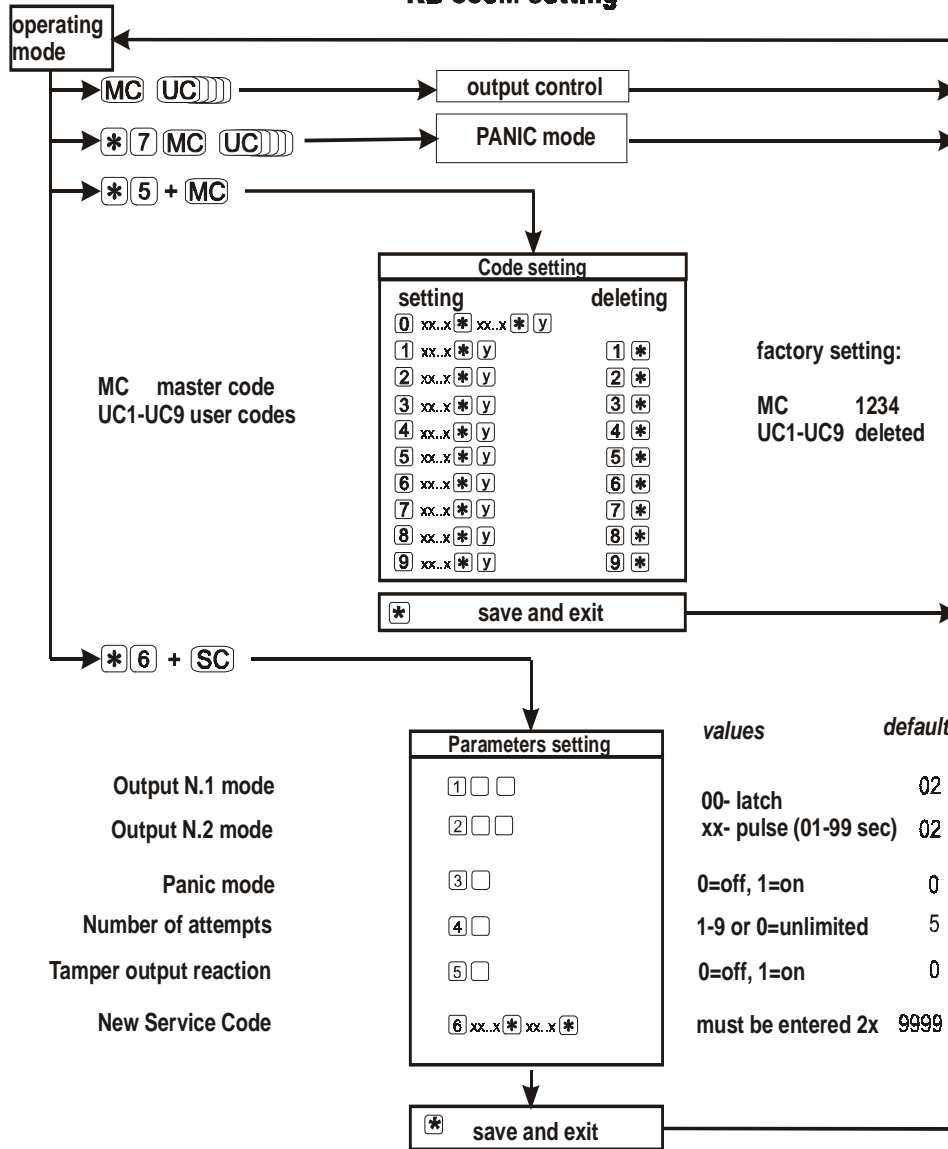 setting
operating
mode
MC UC output control
* 7 MC UC PANIC mode
* 5 + MC
Code setting
setting deleting
0 xx..x * xx..x * y
1 xx..x * y 1 *
2 xx..x * y 2 *
3 xx..x * y 3 *
4 xx..x * y 4 *
5 xx..x * y 5 *
6 xx..x * y 6 *
7 xx..x * y 7 *
8 xx..x * y 8 *
9 xx..x * y 9 *
* save and exit
MC master code
UC1-UC9 user codes
factory setting:
MC 1234
UC1-UC9 deleted
* 6 + SC
Parameters setting values default
Output N.1 mode 1 00- latch 02
Output N.2 mode 2 xx- pulse (01-99 sec) 02
Panic mode 3 0=off, 1=on 0
Number of attempts 4 1-9 or 0=unlimited 5
Tamper output reaction 5 0=off, 1=on 0
New Service Code 6 xx..x * xx..x * must be entered 2x 9999
* save and exit